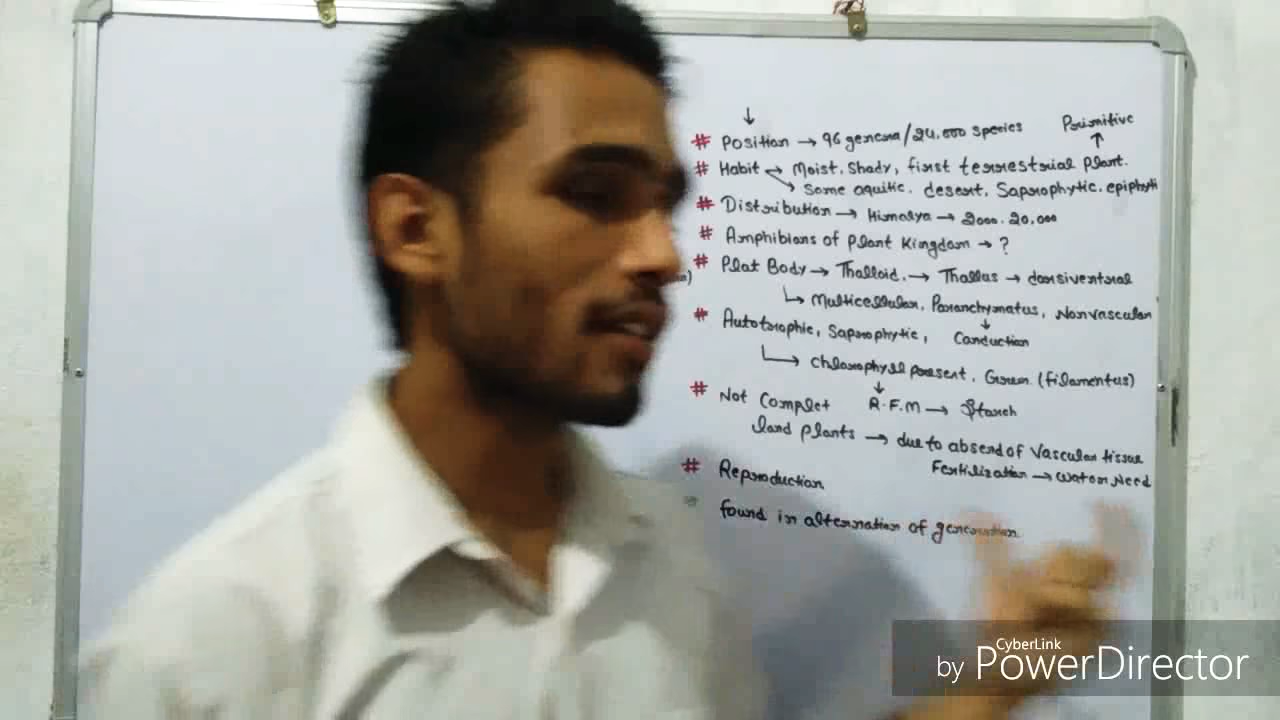 Primitive
# Position → 96 genera/24,000 species
# Habit → Moist, Shady, first terrestrial plant.
→ Some aquitic, desert, Saprophytic, epiphyti
# Distribution → Himalya → 2000-20,000
# Amphibians of Plant Kingdom → ?
# Plat Body → Thalloid → Thallus → dorsiventral
→ Multicellular, Paranchymatus, Nonvascular
# Autotrophic, Saprophytic, Conduction
→ Chlorophyll present, Green (filamentus)
# Not Complet R.F.M → Starch
land plants → due to absend of Vascular tissue
Fertilization → water Need
# Reproduction
found in alternation of generation
CyberLink
by PowerDirector